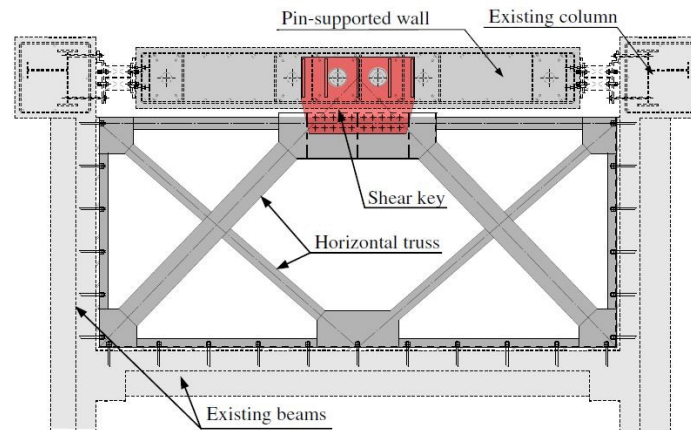 Pin-supported wall
Existing column
Shear key
Horizontal truss
Existing beams